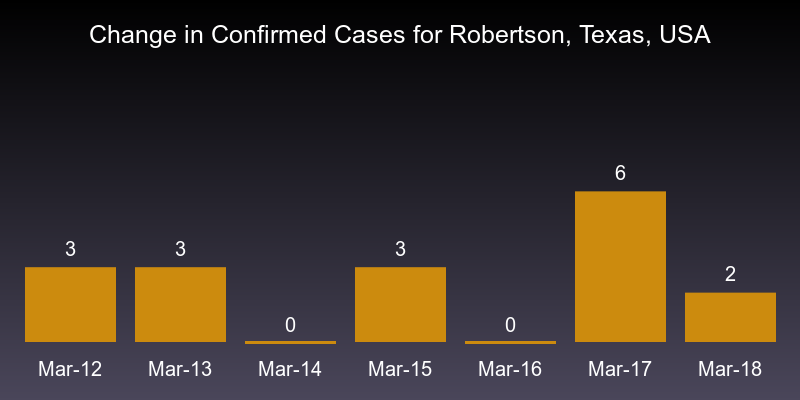 Change in Confirmed Cases for Robertson, Texas, USA
6
3 3 3 2
0 0
Mar-12 Mar-13 Mar-14 Mar-15 Mar-16 Mar-17 Mar-18